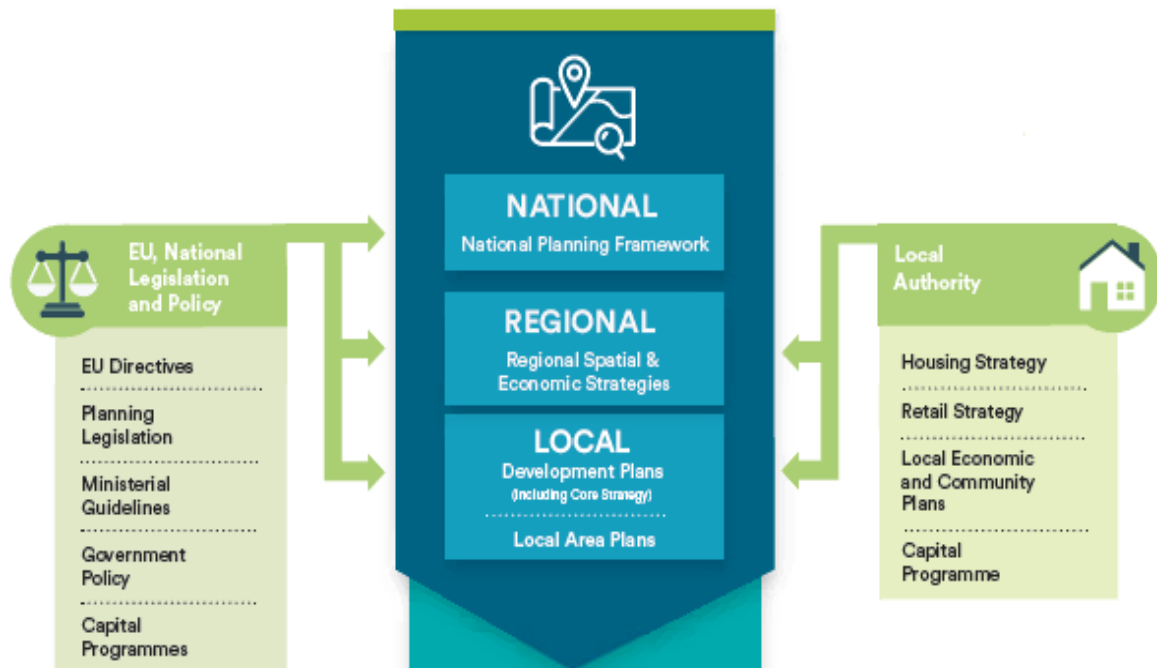 EU, National
Legislation
and Policy
EU Directives
Planning
Legislation
Ministerial
Guidelines
Government
Policy
Capital
Programmes
NATIONAL
National Planning Framework
REGIONAL
Regional Spatial &
Economic Strategies
LOCAL
Development Plans
(Including Core Strategy)
Local Area Plans
Local
Authority
Housing Strategy
Retail Strategy
Local Economic
and Community
Plans
Capital
Programme